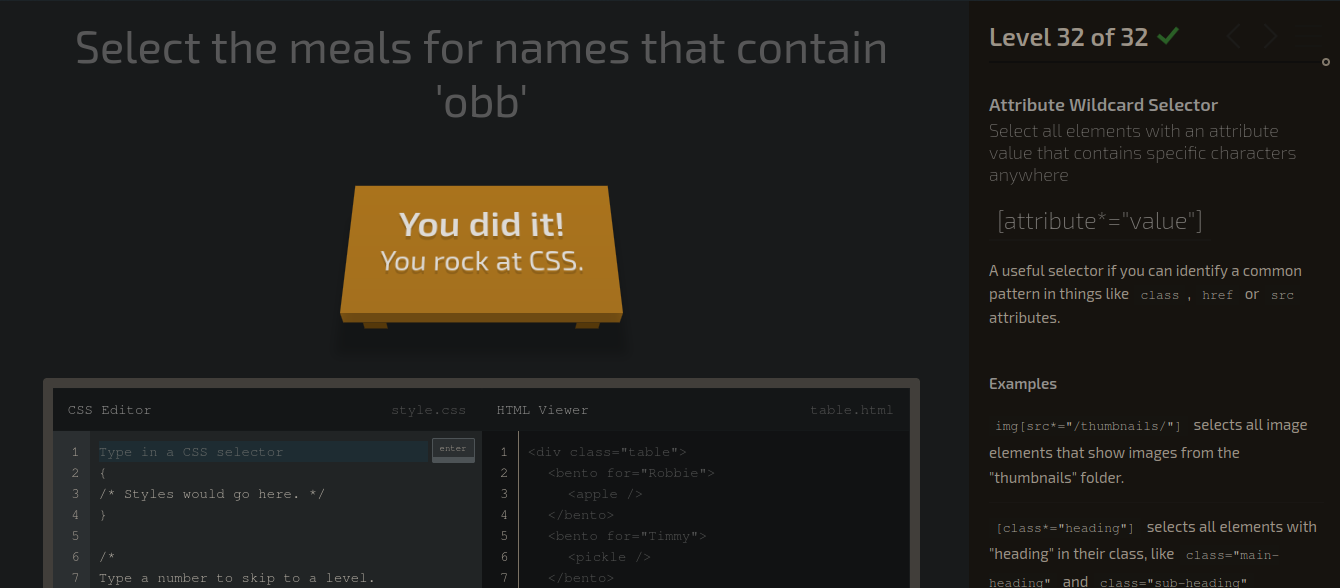 Select the meals for names that contain
'obb'
You did it!
You rock at CSS.
CSS Editor
style.css
HTML Viewer
table.html
1
Type in a CSS selector
enter
2
{
3
/* Styles would go here. */
4
}
5
6
/*
7
Type a number to skip to a level.
1
<div class="table">
2
<bento for="Robbie">
3
<apple />
4
</bento>
5
<bento for="Timmy">
6
<pickle />
7
</bento>
Level 32 of 32
Attribute Wildcard Selector
Select all elements with an attribute
value that contains specific characters
anywhere
[attribute*="value"]
A useful selector if you can identify a common
pattern in things like class , href or src
attributes.
Examples
img[src*="/thumbnails/"] selects all image
elements that show images from the
"thumbnails" folder.
[class*="heading"] selects all elements with
"heading" in their class, like class="main-
heading" and class="sub-heading"